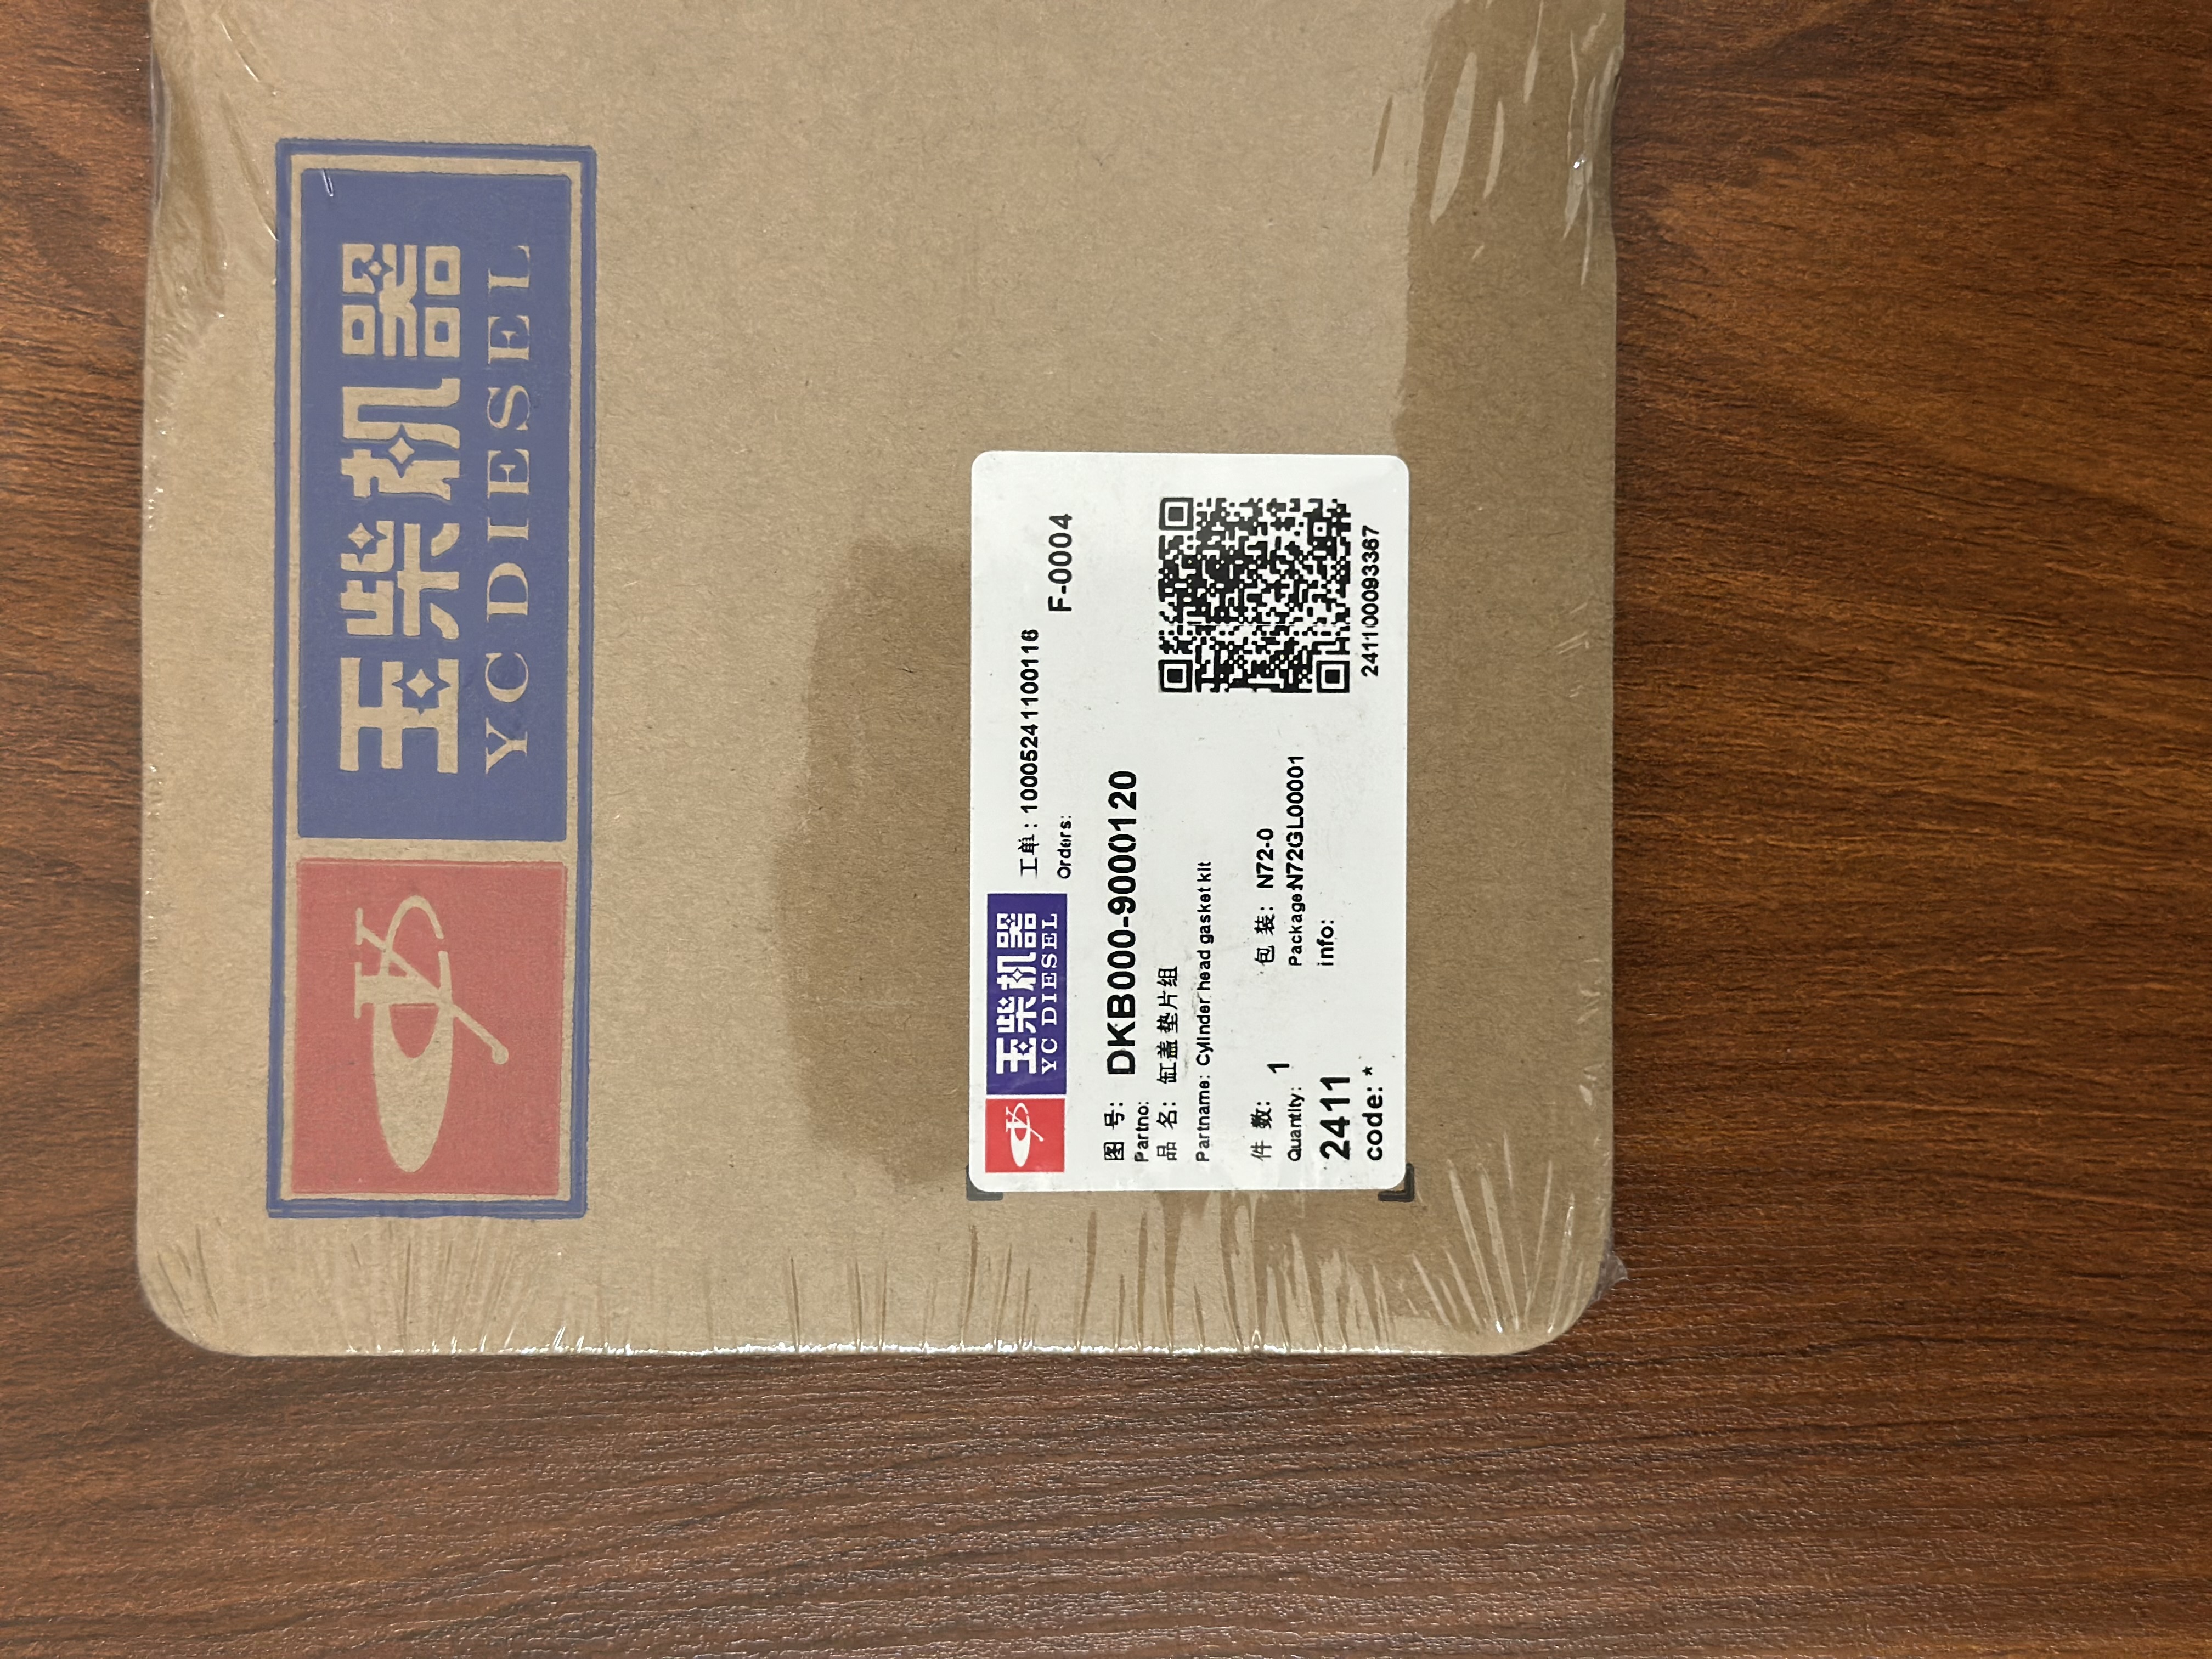 玉柴机器
YC DIESEL
玉柴机器
YC DIESEL
工单：1000524110​0116
Orders:
F-0004
图 号： DKB000-9000120
Partno:
品 名： 缸盖垫片组
Partname: Cylinder head gasket kit
件 数： 1
Quantity:
包 装： N72-0
Package N72GL00001
info:
2411
code: *
241100093367